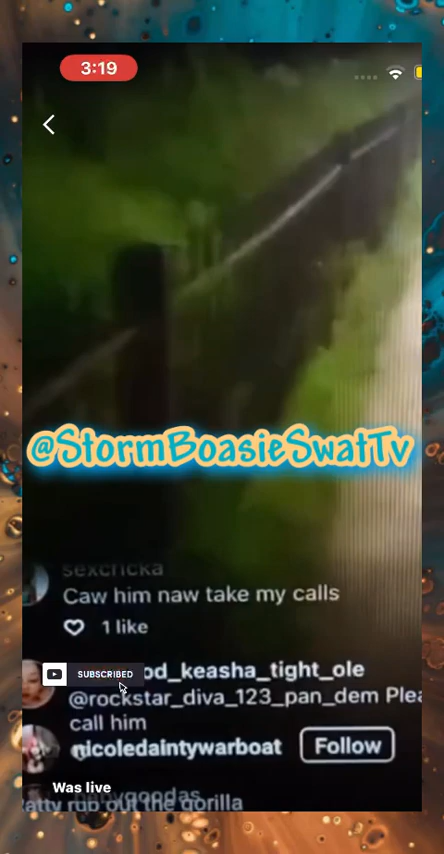 3:19
@StormBoasieSwatTv
sexcricka
Caw him naw take my calls
1 like
SUBSCRIBED
od_keasha_tight_ole
@rockstar_diva_123_pan_dem Plea
call him
nicoledaintywarboat Follow
Was live
rub out the gorilla